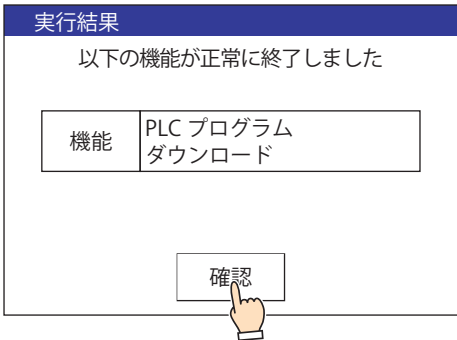 実行結果
以下の機能が正常に終了しました
機能
PLC プログラム
ダウンロード
確認